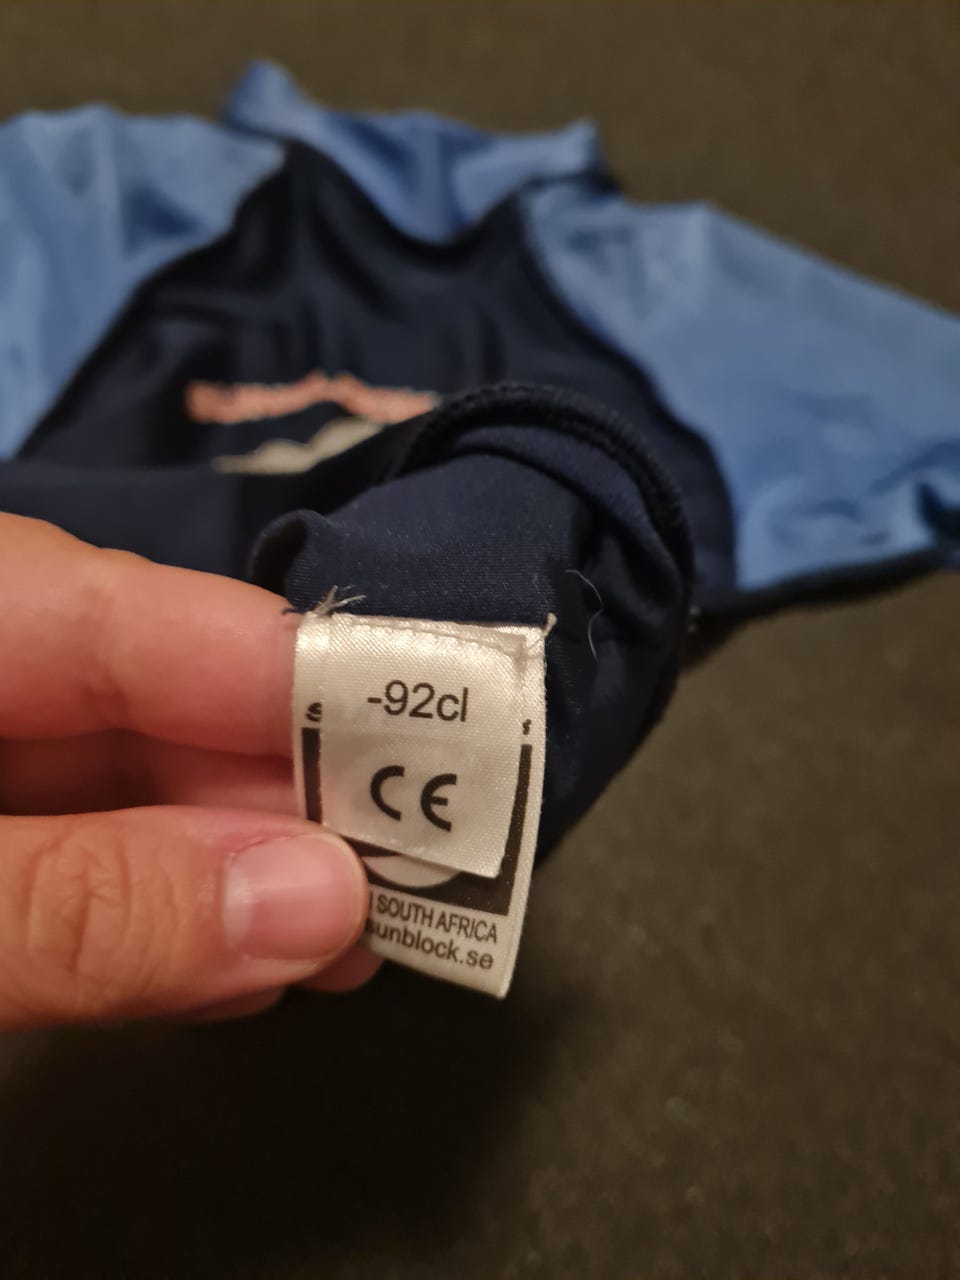 -92cl
CE
SOUTH AFRICA
sunblock.se